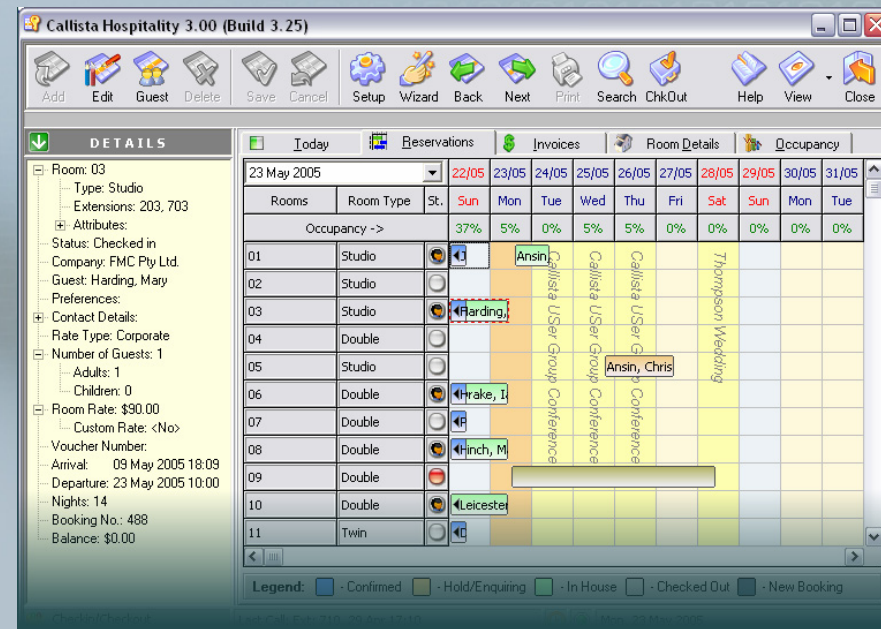 Callista Hospitality 3.00 (Build 3.25)
Add Edit Guest Delete Save Cancel Setup Wizard Back Next Print Search ChkOut Help View Close
DETAILS
Today Reservations Invoices Room Details Occupancy
Room: 03
Type: Studio
Extensions: 203, 703
Attributes:
Status: Checked in
Company: FMC Pty Ltd.
Guest: Harding, Mary
Preferences:
Contact Details:
Rate Type: Corporate
Number of Guests: 1
Adults: 1
Children: 0
Room Rate: $90.00
Custom Rate: <No>
Voucher Number:
Arrival: 09 May 2005 18:09
Departure: 23 May 2005 10:00
Nights: 14
Booking No.: 488
Balance: $0.00
23 May 2005 22/05 23/05 24/05 25/05 26/05 27/05 28/05 29/05 30/05 31/05
Rooms Room Type St. Sun Mon Tue Wed Thu Fri Sat Sun Mon Tue
Occupancy -> 37% 5% 0% 5% 5% 0% 0% 0% 0% 0%
01 Studio Ansin,
02 Studio
03 Studio Harding,
04 Double
05 Studio Ansin, Chris
06 Double
07 Double
08 Double
09 Double
10 Double Leicester
11 Twin
Callista USer Group Conference
Callista USer Group Conference
Callista USer Group Conference
Thompson Wedding
Legend: - Confirmed - Hold/Enquiring - In House - Checked Out - New Booking